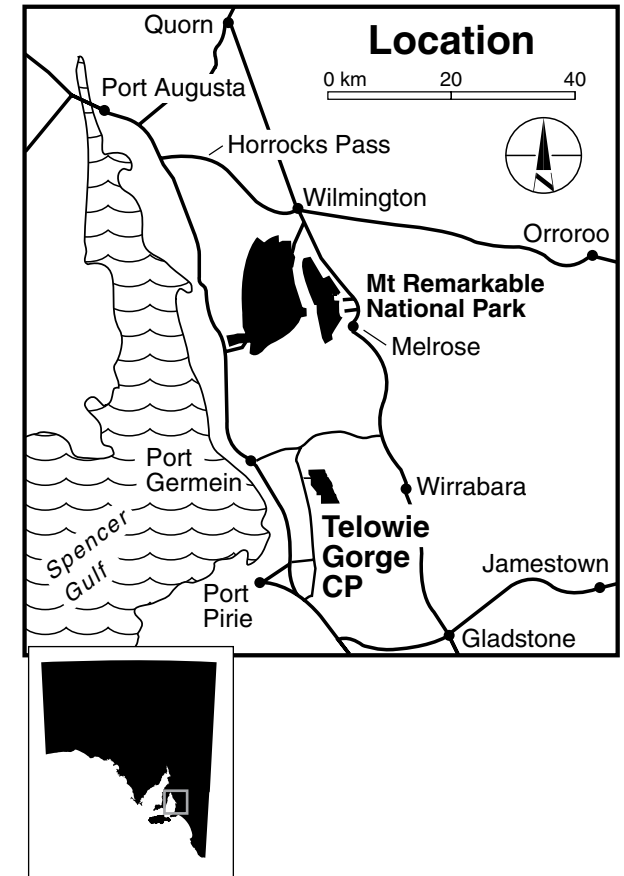 Location
Quorn
0 km 20 40
Port Augusta
Horrocks Pass
Wilmington
Orroroo
Mt Remarkable
National Park
Melrose
Port
Germein
Wirrabara
Telowie
Gorge
CP
Spencer
Gulf
Jamestown
Port
Pirie
Gladstone